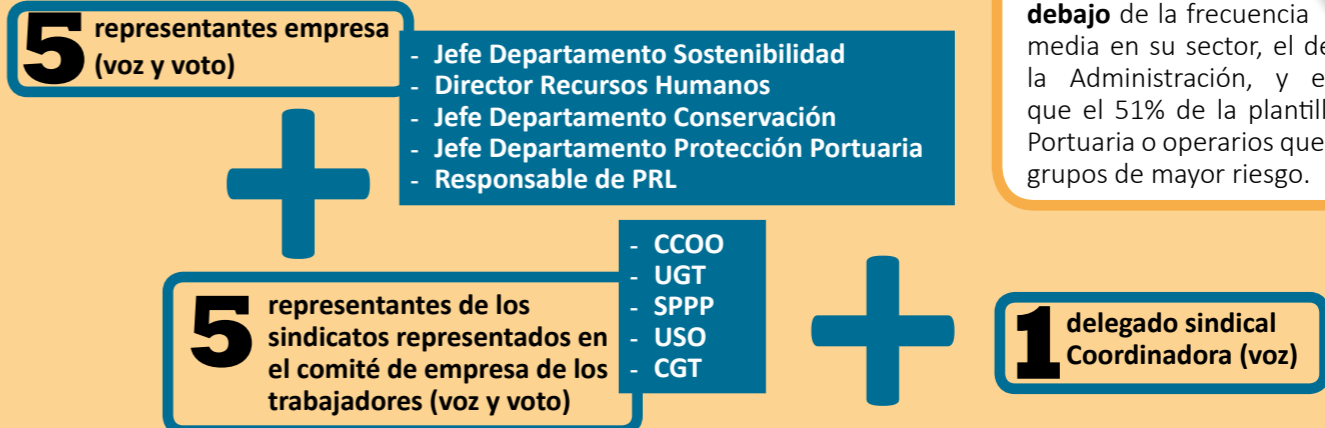 5 representantes empresa
(voz y voto)
- Jefe Departamento Sostenibilidad
- Director Recursos Humanos
- Jefe Departamento Conservación
- Jefe Departamento Protección Portuaria
- Responsable de PRL
debajo de la frecuencia
media en su sector, el de
la Administración, y
que el 51% de la
Portuaria o operarios que
grupos de mayor riesgo.
5 representantes de los
sindicatos representados en
el comité de empresa de los
trabajadores (voz y voto)
- CCOO
- UGT
- SPPP
- USO
- CGT
1 delegado sindical
Coordinadora (voz)